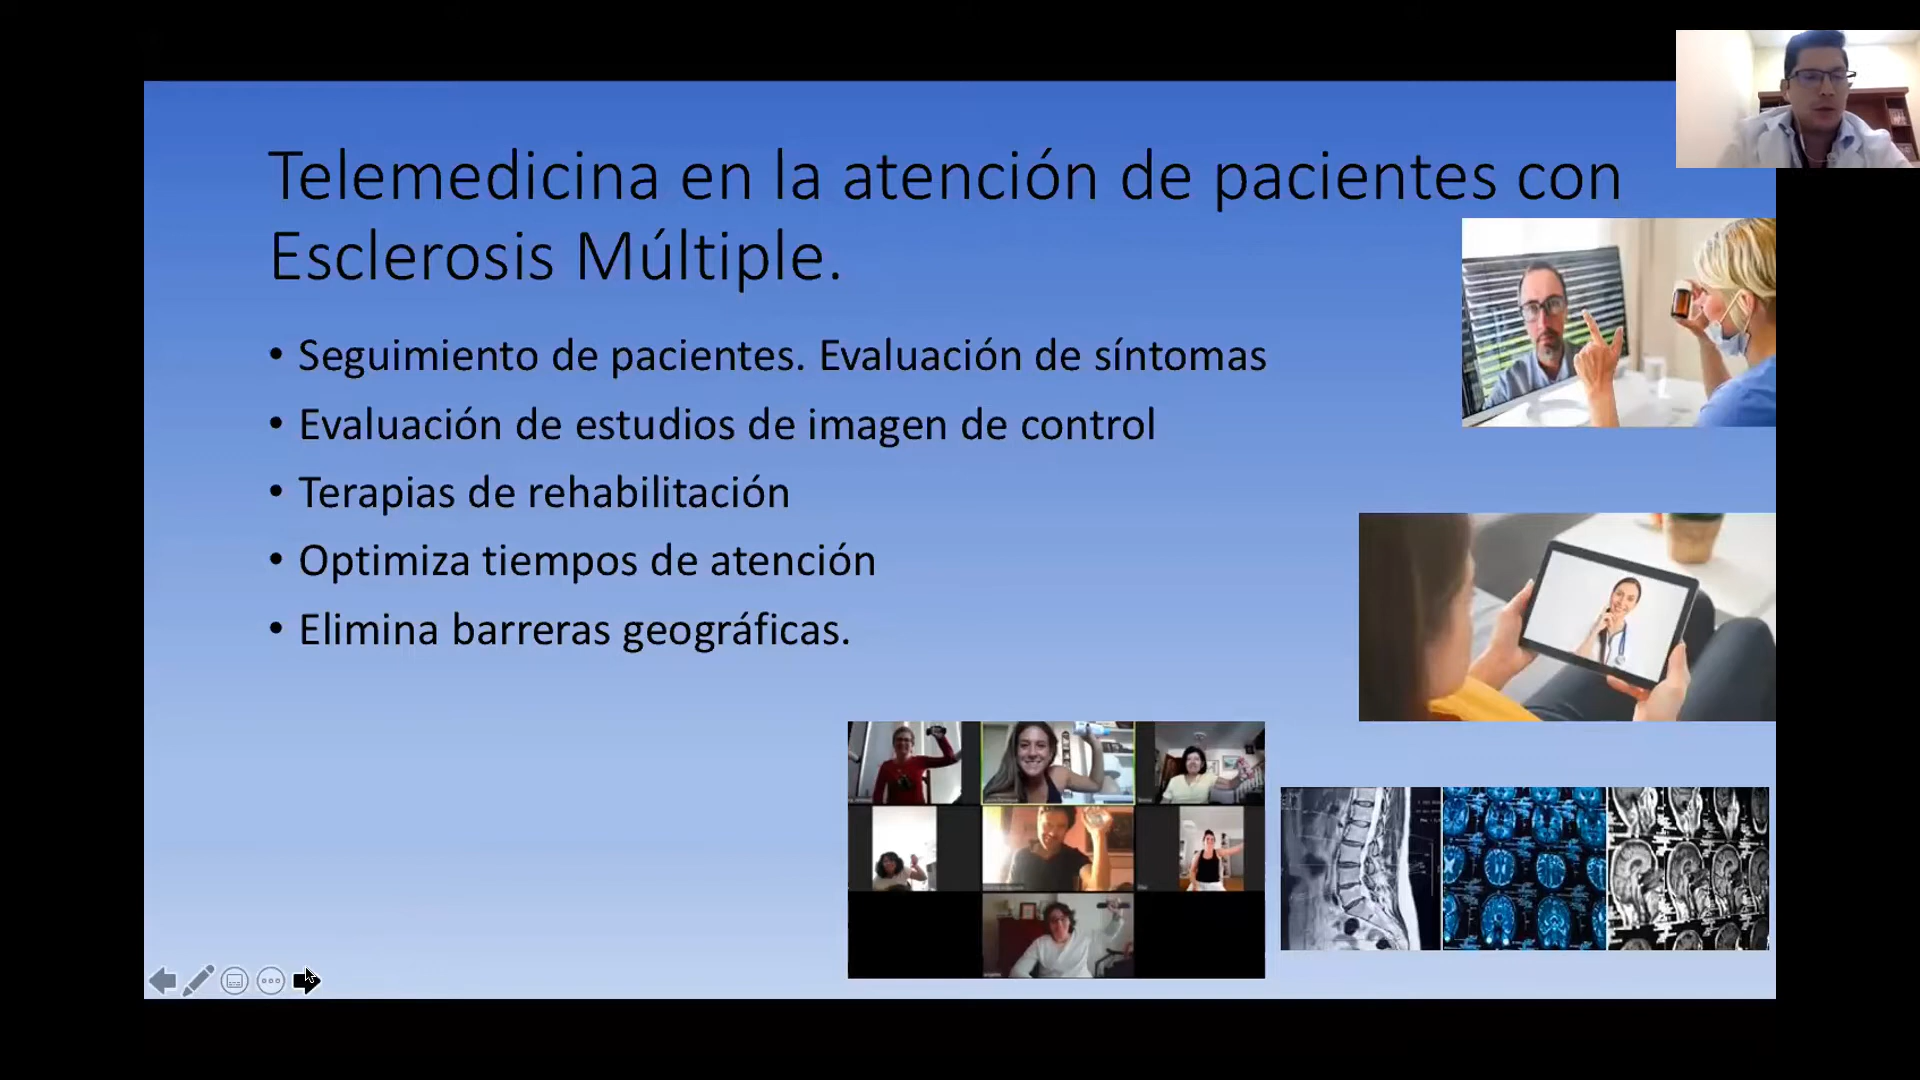 Telemedicina en la atención de pacientes con
Esclerosis Múltiple.
• Seguimiento de pacientes. Evaluación de síntomas
• Evaluación de estudios de imagen de control
• Terapias de rehabilitación
• Optimiza tiempos de atención
• Elimina barreras geográficas.